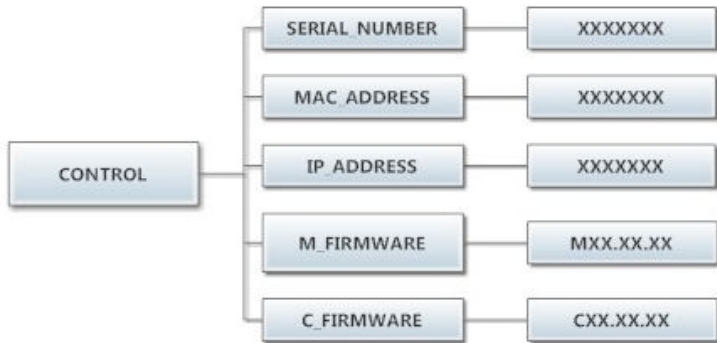 SERIAL_NUMBER XXXXXXX
MAC_ADDRESS XXXXXXX
IP_ADDRESS XXXXXXX
CONTROL
M_FIRMWARE MXX.XX.XX
C_FIRMWARE CXX.XX.XX